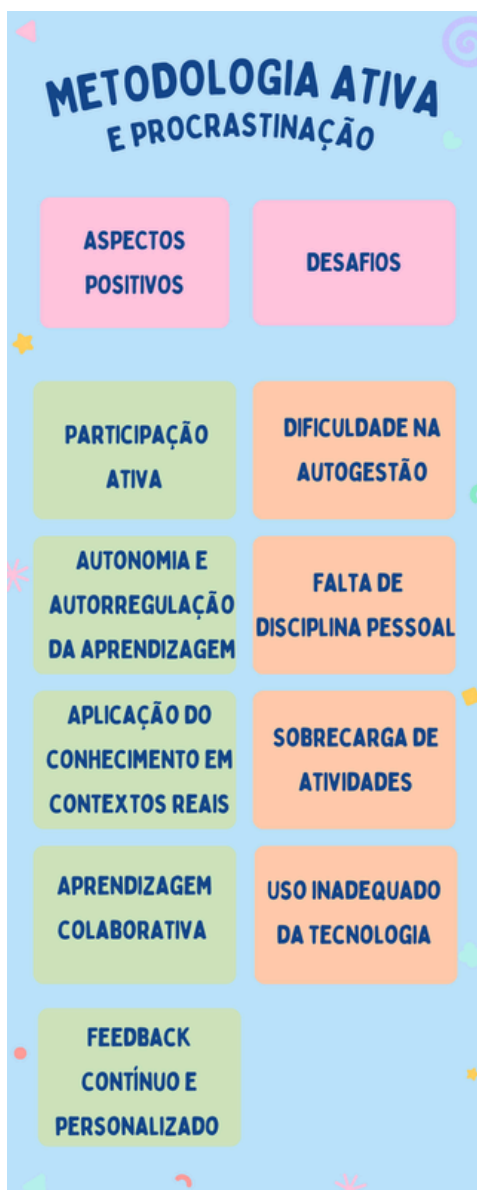 METODOLOGIA ATIVA
E PROCRASTINAÇÃO
ASPECTOS
POSITIVOS
DESAFIOS
PARTICIPAÇÃO
ATIVA
DIFICULDADE NA
AUTOGESTÃO
AUTONOMIA E
AUTORREGULAÇÃO
DA APRENDIZAGEM
FALTA DE
DISCIPLINA PESSOAL
APLICAÇÃO DO
CONHECIMENTO EM
CONTEXTOS REAIS
SOBRECARGA DE
ATIVIDADES
APRENDIZAGEM
COLABORATIVA
USO INADEQUADO
DA TECNOLOGIA
FEEDBACK
CONTÍNUO E
PERSONALIZADO